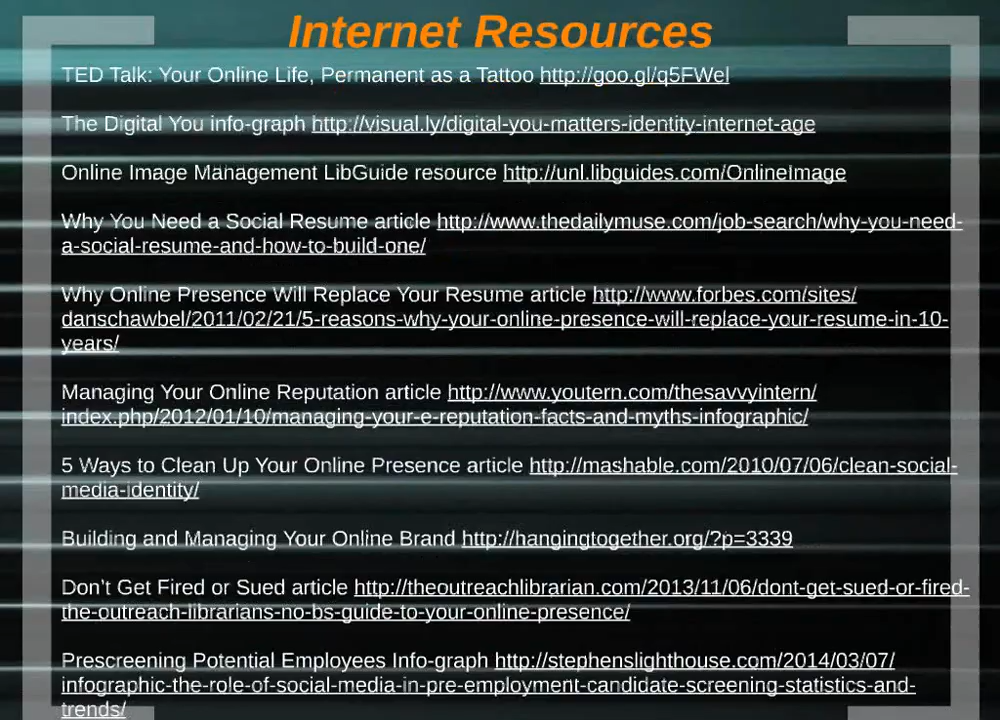 Internet Resources
TED Talk: Your Online Life, Permanent as a Tattoo http://goo.gl/q5FWel
The Digital You info-graph http://visual.ly/digital-you-matters-identity-internet-age
Online Image Management LibGuide resource http://unl.libguides.com/OnlineImage
Why You Need a Social Resume article http://www.thedailymuse.com/job-search/why-you-need-
a-social-resume-and-how-to-build-one/
Why Online Presence Will Replace Your Resume article http://www.forbes.com/sites/
danschawbel/2011/02/21/5-reasons-why-your-online-presence-will-replace-your-resume-in-10-
years/
Managing Your Online Reputation article http://www.youtern.com/thesavvyintern/
index.php/2012/01/10/managing-your-e-reputation-facts-and-myths-infographic/
5 Ways to Clean Up Your Online Presence article http://mashable.com/2010/07/06/clean-social-
media-identity/
Building and Managing Your Online Brand http://hangingtogether.org/?p=3339
Don't Get Fired or Sued article http://theoutreachlibrarian.com/2013/11/06/dont-get-sued-or-fired-
the-outreach-librarians-no-bs-guide-to-your-online-presence/
Prescreening Potential Employees Info-graph http://stephenslighthouse.com/2014/03/07/
infographic-the-role-of-social-media-in-pre-employment-candidate-screening-statistics-and-
trends/